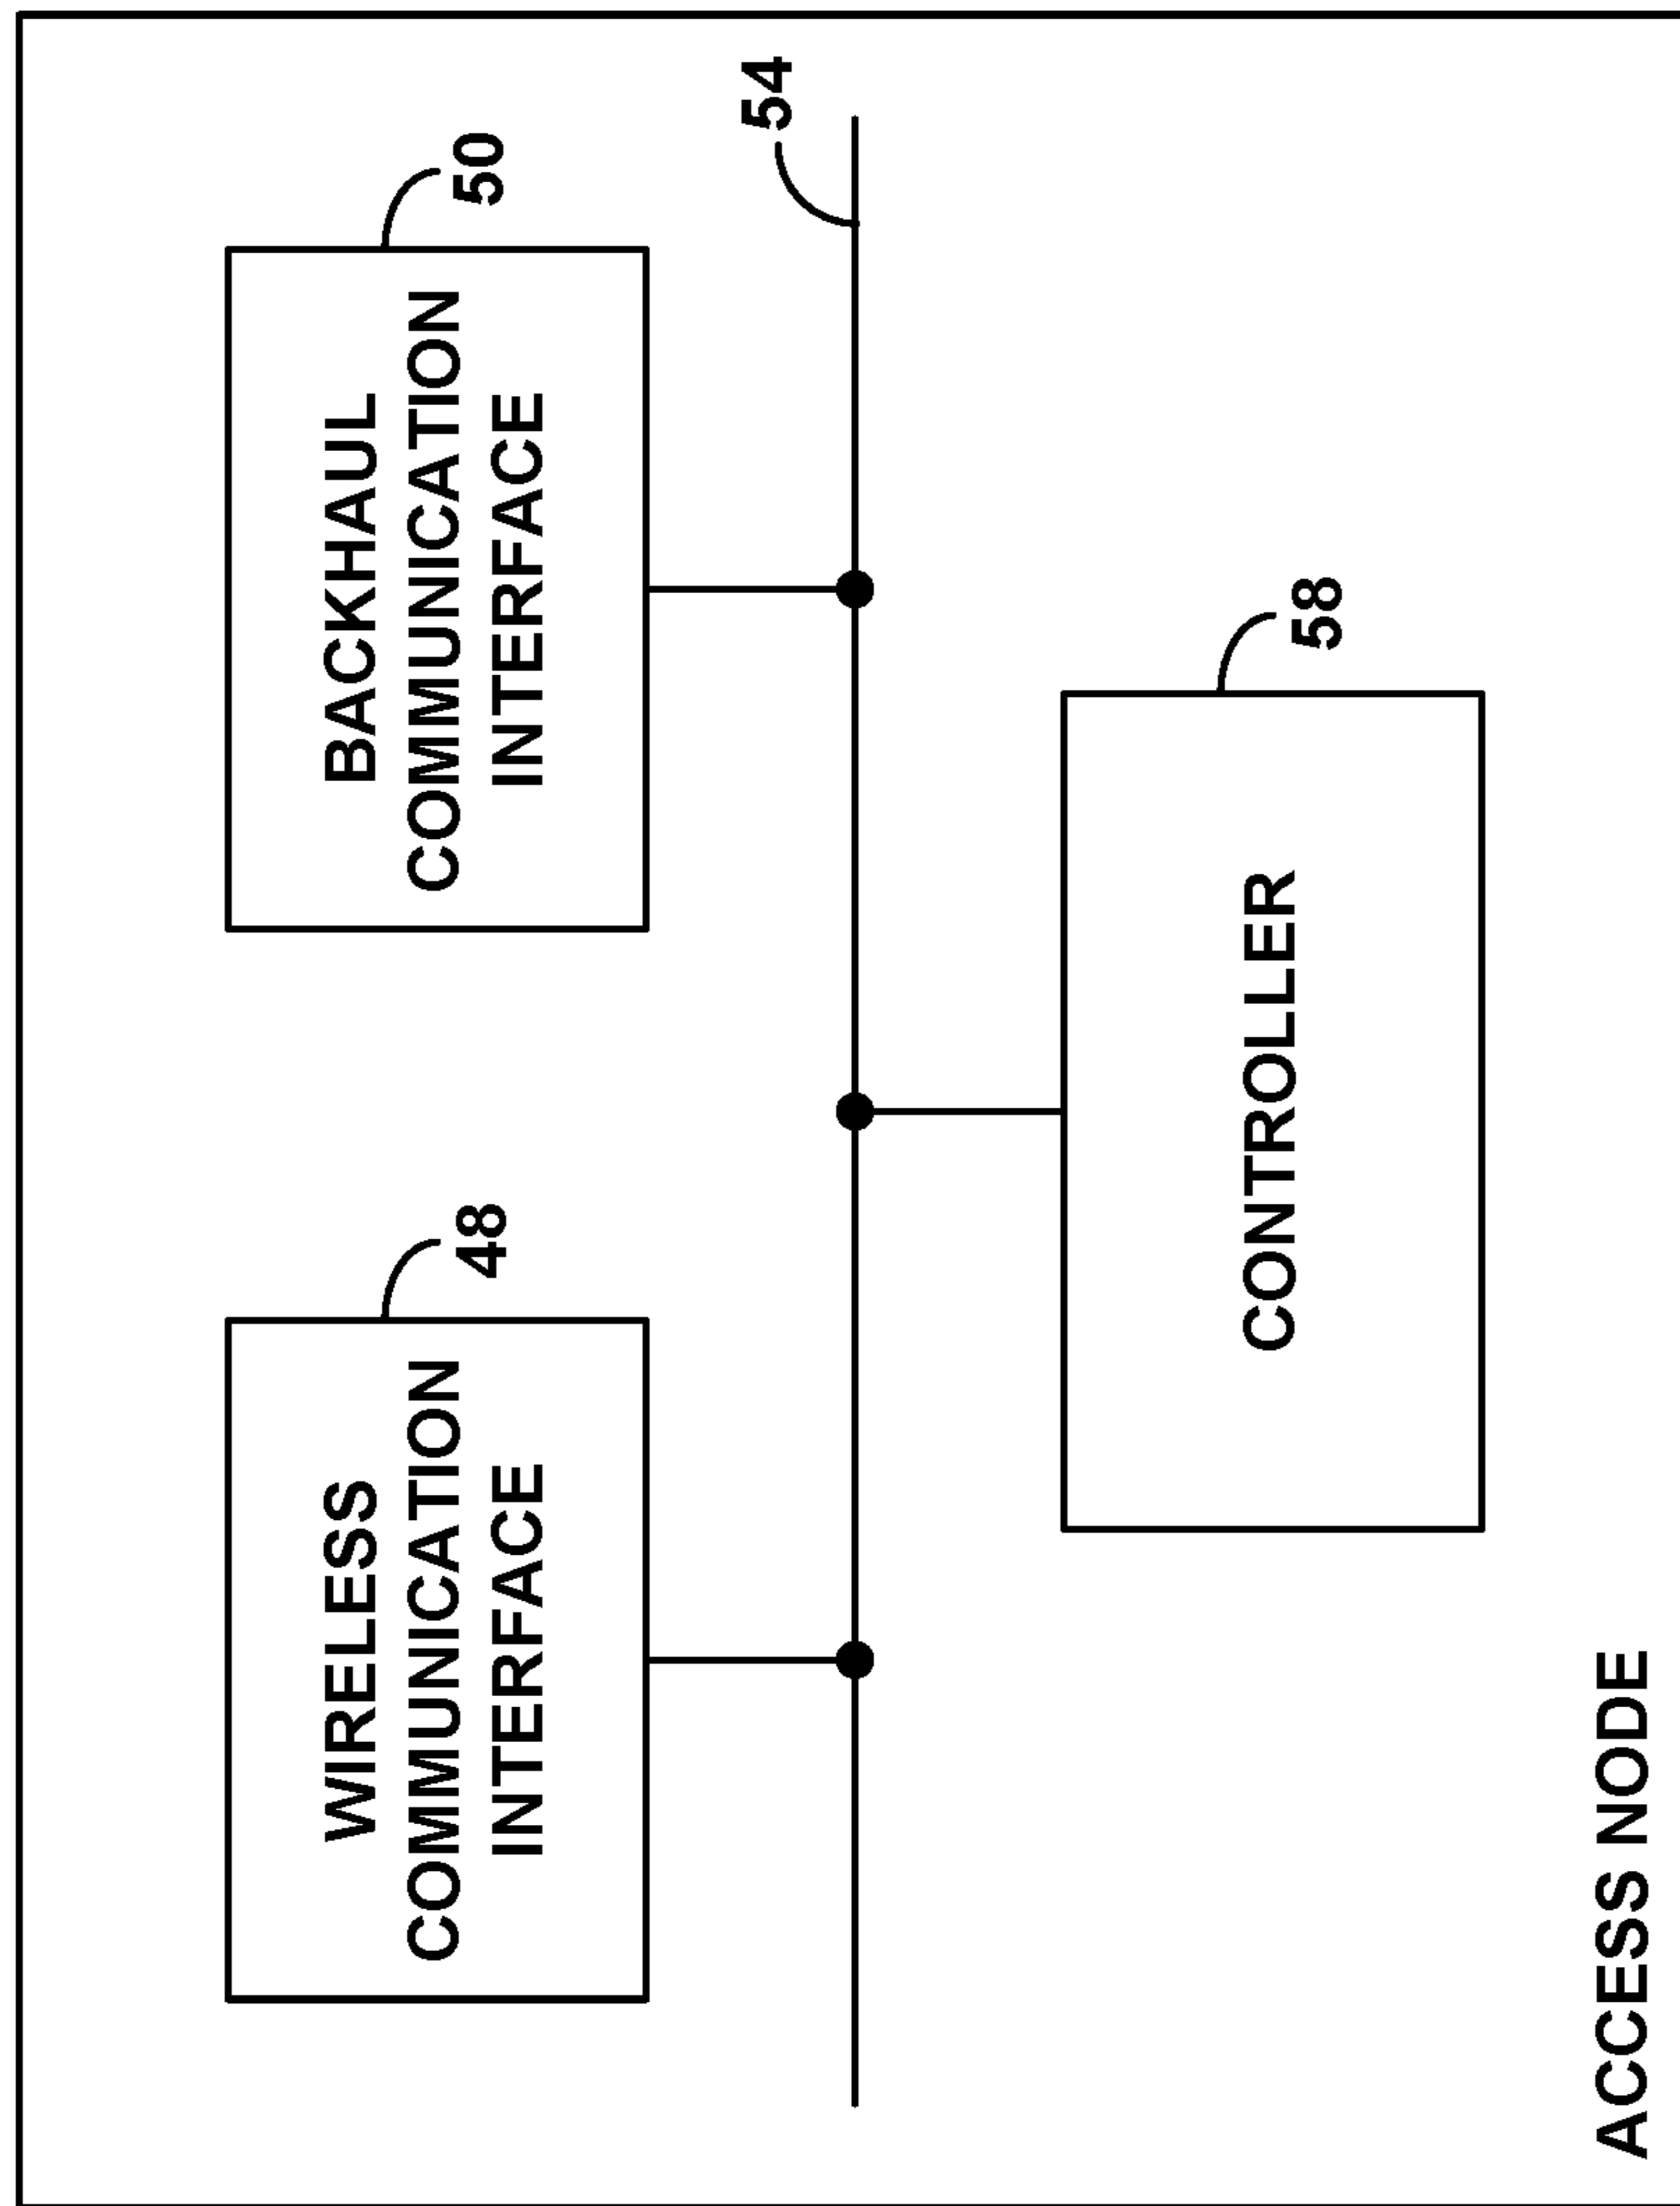 WIRELESS
COMMUNICATION
INTERFACE
48
BACKHAUL
COMMUNICATION
INTERFACE
50
54
CONTROLLER
58
ACCESS NODE